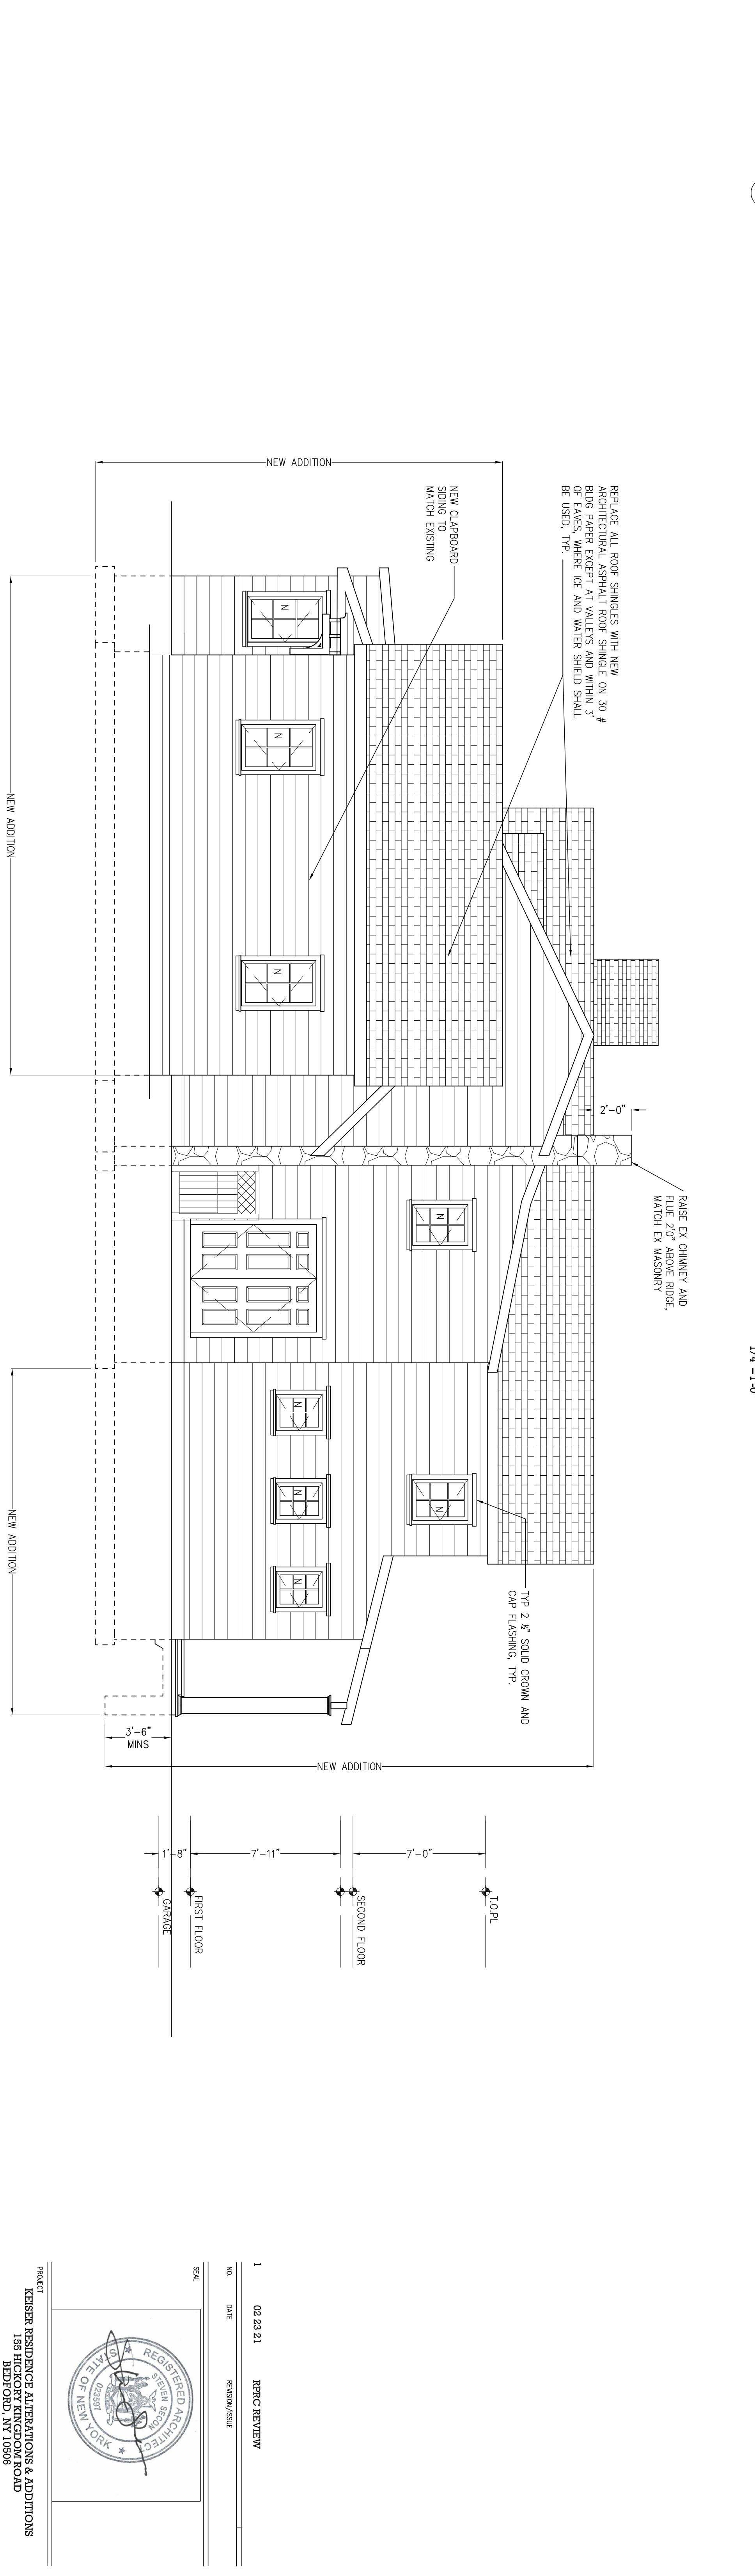 REPLACE ALL ROOF SHINGLES WITH NEW
ARCHITECTURAL ASPHALT ROOF SHINGLE ON 30 #
BLDG PAPER EXCEPT AT VALLEYS AND WITHIN 3'
OF EAVES, WHERE ICE AND WATER SHIELD SHALL
BE USED, TYP.
NEW CLAPBOARD
SIDING TO
MATCH EXISTING
NEW ADDITION
2'-0"
RAISE EX CHIMNEY AND
FLUE 2'0" ABOVE RIDGE,
MATCH EX MASONRY
TYP 2 ½" SOLID CROWN AND
CAP FLASHING, TYP.
N
N
N
N
N
N
N
N
NEW ADDITION
NEW ADDITION
NEW ADDITION
3'-6"
MINS
T.O.PL
7'-0"
SECOND FLOOR
7'-11"
FIRST FLOOR
1'-8"
GARAGE
1 02 23 21 RPRC REVIEW
NO. DATE REVISION/ISSUE
SEAL
REGISTERED ARCHITECT
STEVEN SECON
STATE OF NEW YORK
PROJECT
KEISER RESIDENCE ALTERATIONS & ADDITIONS
155 HICKORY KINGDOM ROAD
BEDFORD, NY 10506